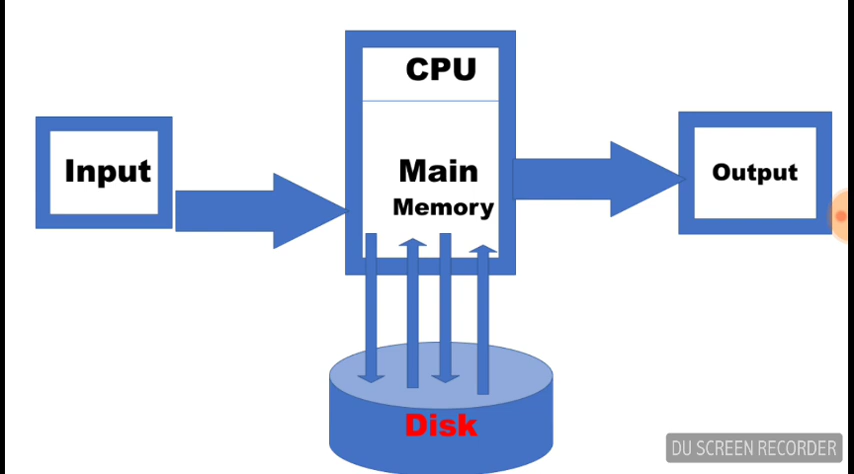 CPU
Input
Main
Memory
Output
Disk
DU SCREEN RECORDER